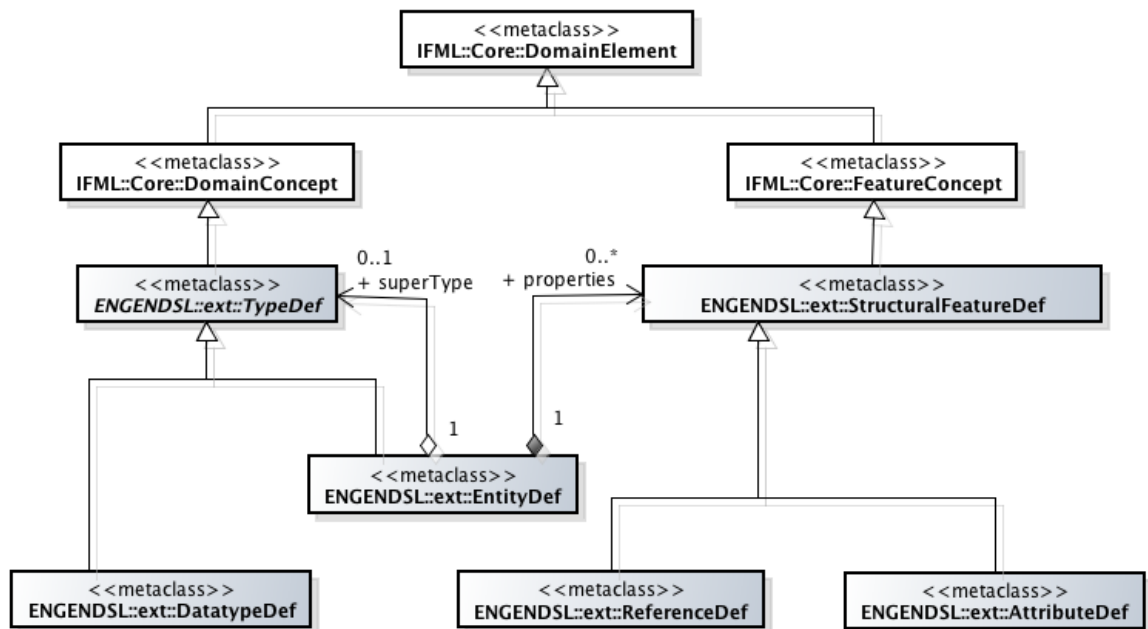 <<metaclass>>
IFML::Core::DomainElement
<<metaclass>>
IFML::Core::DomainConcept
<<metaclass>>
IFML::Core::FeatureConcept
<<metaclass>>
ENGENDSL::ext::TypeDef
0..1
+ superType
0..*
+ properties
<<metaclass>>
ENGENDSL::ext::StructuralFeatureDef
1
1
<<metaclass>>
ENGENDSL::ext::EntityDef
<<metaclass>>
ENGENDSL::ext::DatatypeDef
<<metaclass>>
ENGENDSL::ext::ReferenceDef
<<metaclass>>
ENGENDSL::ext::AttributeDef